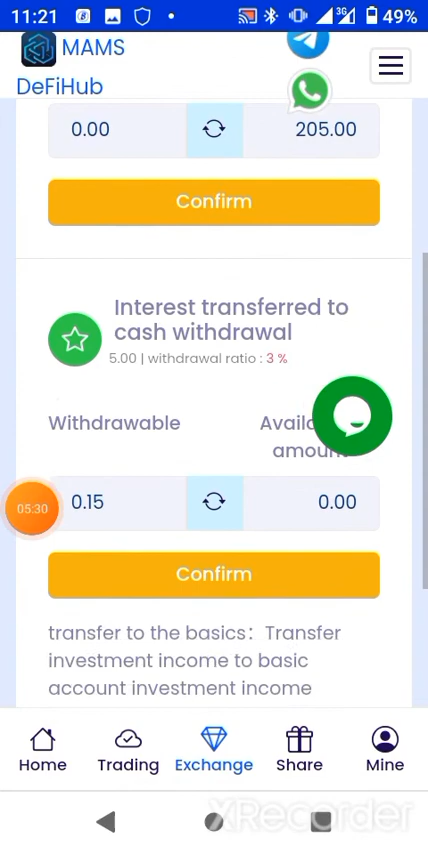 11:21
3G
49%
MAMS
DeFiHub
0.00
205.00
Confirm
Interest transferred to
cash withdrawal
5.00 | withdrawal ratio : 3 %
Withdrawable
amount
05:30
0.15
0.00
Confirm
transfer to the basics：Transfer
investment income to basic
account investment income
Home
Trading
Exchange
Share
Mine
XRecorder